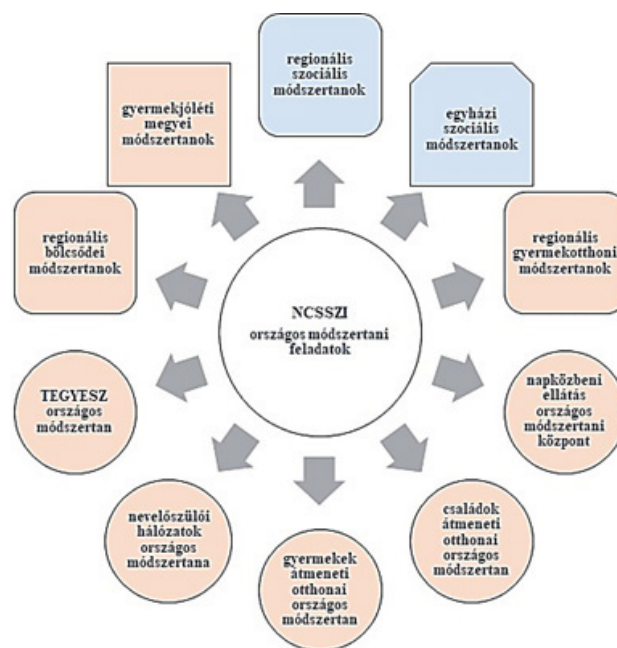 regionális
szociális
módszertanok
gyermekjóléti
megyei
módszertanok
egyházi
szociális
módszertanok
regionális
bölcsődei
módszertanok
regionális
gyermekotthoni
módszertanok
NCSSZI
országos módszertani
feladatok
TEGYESZ
országos
módszertan
napközbeni
ellátás
országos
módszertani
központ
nevelőszülői
hálózatok
országos
módszertana
családok
átmeneti
otthonai
országos
módszertan
gyermekek
átmeneti
otthonai
országos
módszertan